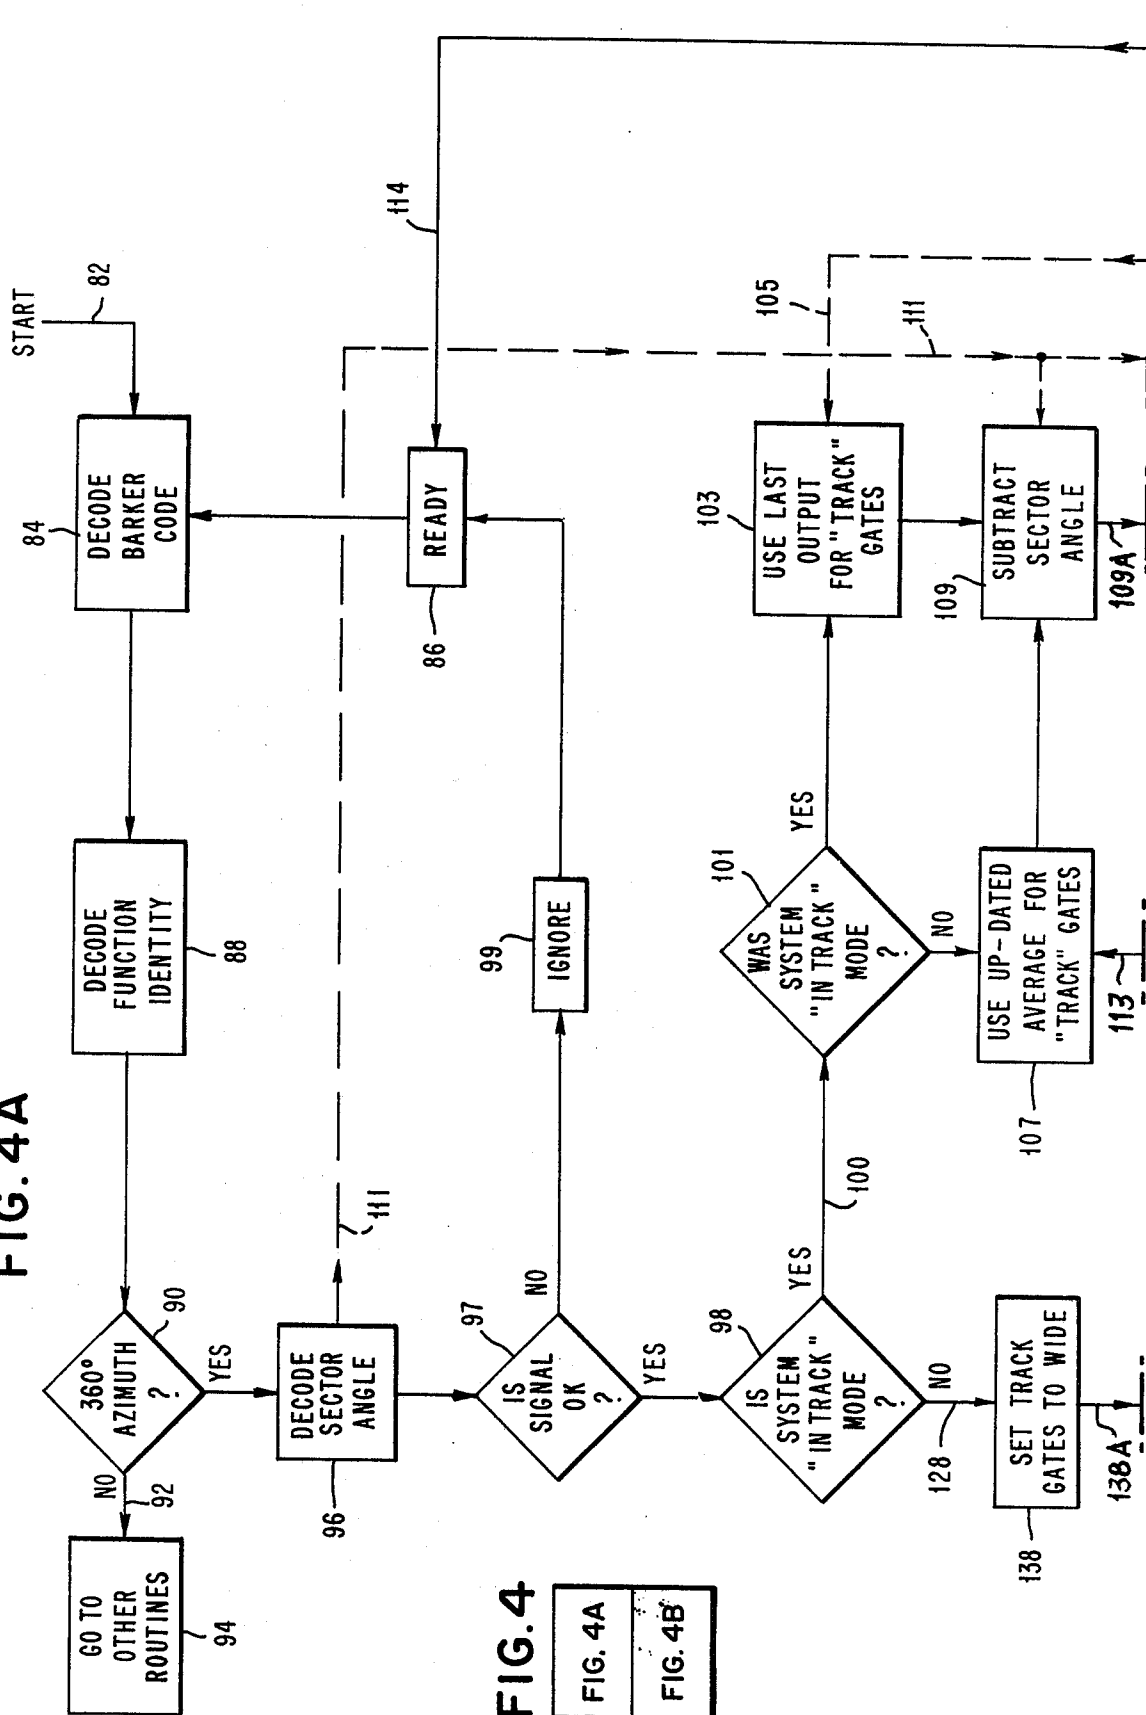 FIG. 4A
START
82
84
DECODE
BARKER
CODE
DECODE
FUNCTION
IDENTITY
88
360°
AZIMUTH
?
90
NO
92
YES
GO TO
OTHER
ROUTINES
94
DECODE
SECTOR
ANGLE
96
111
114
READY
86
IS
SIGNAL
OK
?
97
NO
YES
IGNORE
99
IS
SYSTEM
"IN TRACK"
MODE
?
98
YES
100
NO
128
WAS
SYSTEM
"IN TRACK"
MODE
?
101
YES
NO
USE LAST
OUTPUT
FOR "TRACK"
GATES
103
105
111
SET TRACK
GATES TO WIDE
138
138A
USE UP-DATED
AVERAGE FOR
"TRACK" GATES
107
113
SUBTRACT
SECTOR
ANGLE
109
109A
FIG. 4
FIG. 4A
FIG. 4B